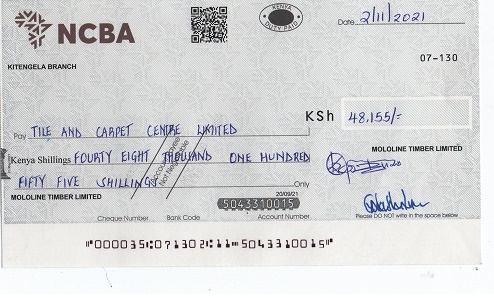 NCBA
KENYA
DUTY PAID
Date 2/11/2021
07-130
KITENGELA BRANCH
KSh 48,155/-
Pay TILE AND CARPET CENTRE LIMITED
Account Payee
Not Negotiable
Kenya Shillings FOURTY EIGHT THOUSAND ONE HUNDRED
MOLOLINE TIMBER LIMITED
FIFTY FIVE SHILLINGS Only
MOLOLINE TIMBER LIMITED
20/09/21
5043310015
Cheque Number Bank Code Account Number
Please DO NOT write in the space below
"000035:071302:11 5043310015"